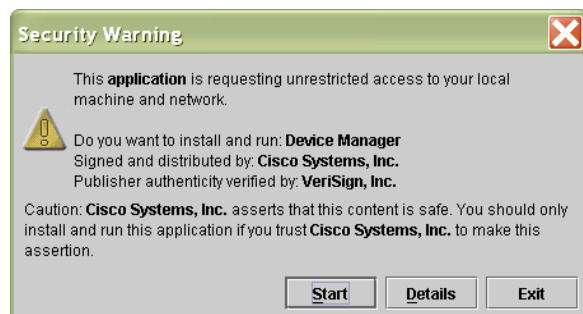 Security Warning
This application is requesting unrestricted access to your local
machine and network.
Do you want to install and run: Device Manager
Signed and distributed by: Cisco Systems, Inc.
Publisher authenticity verified by: VeriSign, Inc.
Caution: Cisco Systems, Inc. asserts that this content is safe. You should only
install and run this application if you trust Cisco Systems, Inc. to make this
assertion.
Start Details Exit